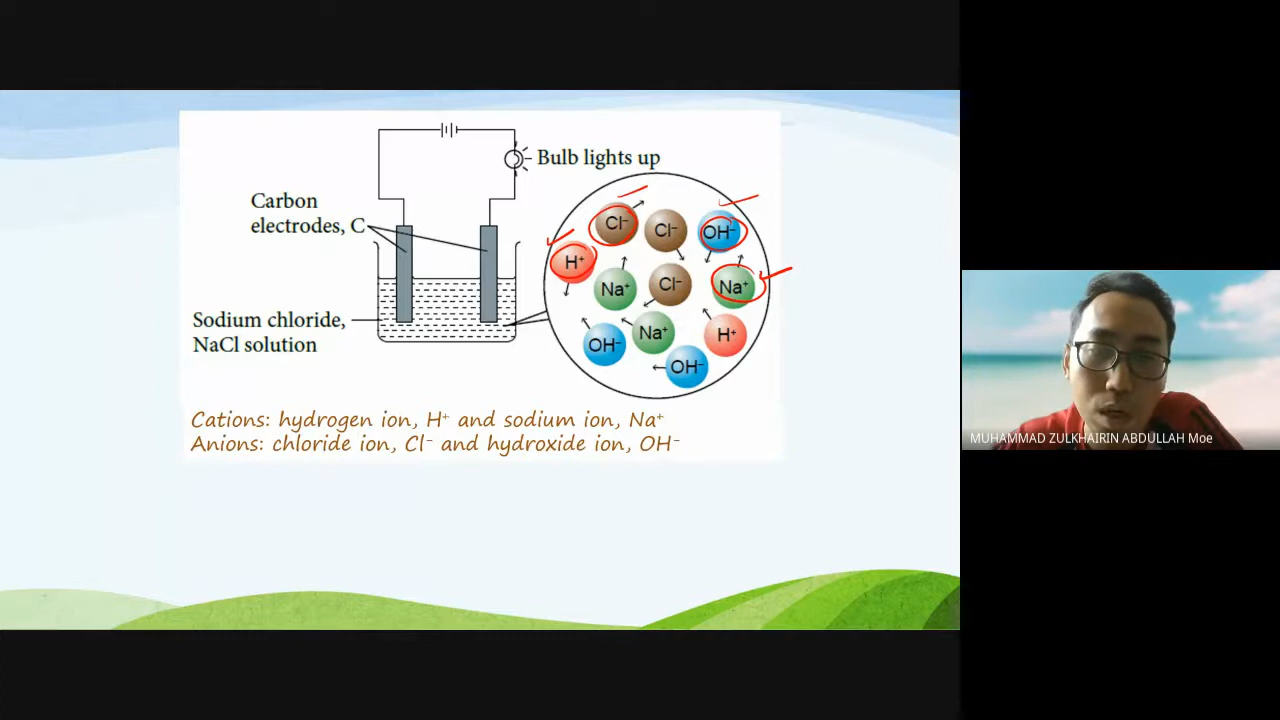 Bulb lights up
Carbon
electrodes, C
Sodium chloride,
NaCl solution
Cl⁻
Cl⁻
OH⁻
H⁺
Na⁺
Cl⁻
Na⁺
OH⁻
Na⁺
H⁺
OH⁻
Cations: hydrogen ion, H⁺ and sodium ion, Na⁺
Anions: chloride ion, Cl⁻ and hydroxide ion, OH⁻
MUHAMMAD ZULKHAIRIN ABDULLAH Moe